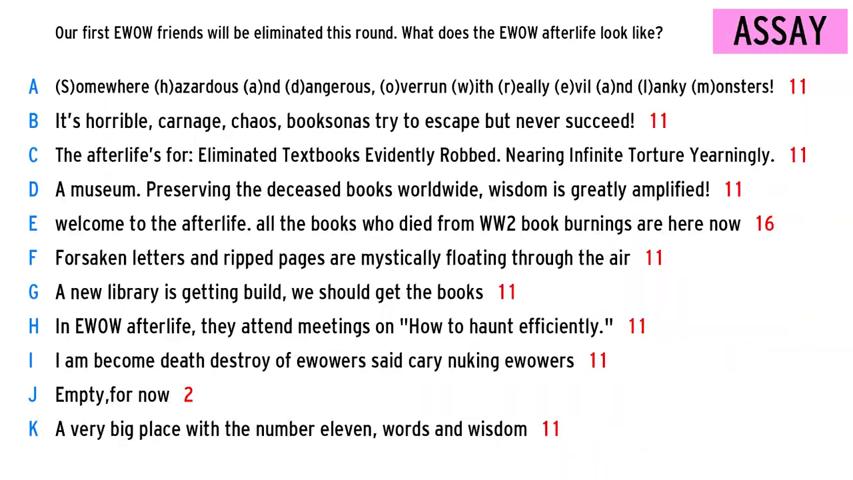 Our first EWOW friends will be eliminated this round. What does the EWOW afterlife look like?
ASSAY
A (S)omewhere (h)azardous (a)nd (d)angerous, (o)verrun (w)ith (r)eally (e)vil (a)nd (l)anky (m)onsters! 11
B It's horrible, carnage, chaos, booksonas try to escape but never succeed! 11
C The afterlife's for: Eliminated Textbooks Evidently Robbed. Nearing Infinite Torture Yearningly. 11
D A museum. Preserving the deceased books worldwide, wisdom is greatly amplified! 11
E welcome to the afterlife. all the books who died from WW2 book burnings are here now 16
F Forsaken letters and ripped pages are mystically floating through the air 11
G A new library is getting build, we should get the books 11
H In EWOW afterlife, they attend meetings on "How to haunt efficiently." 11
I I am become death destroy of ewowers said cary nuking ewowers 11
J Empty,for now 2
K A very big place with the number eleven, words and wisdom 11